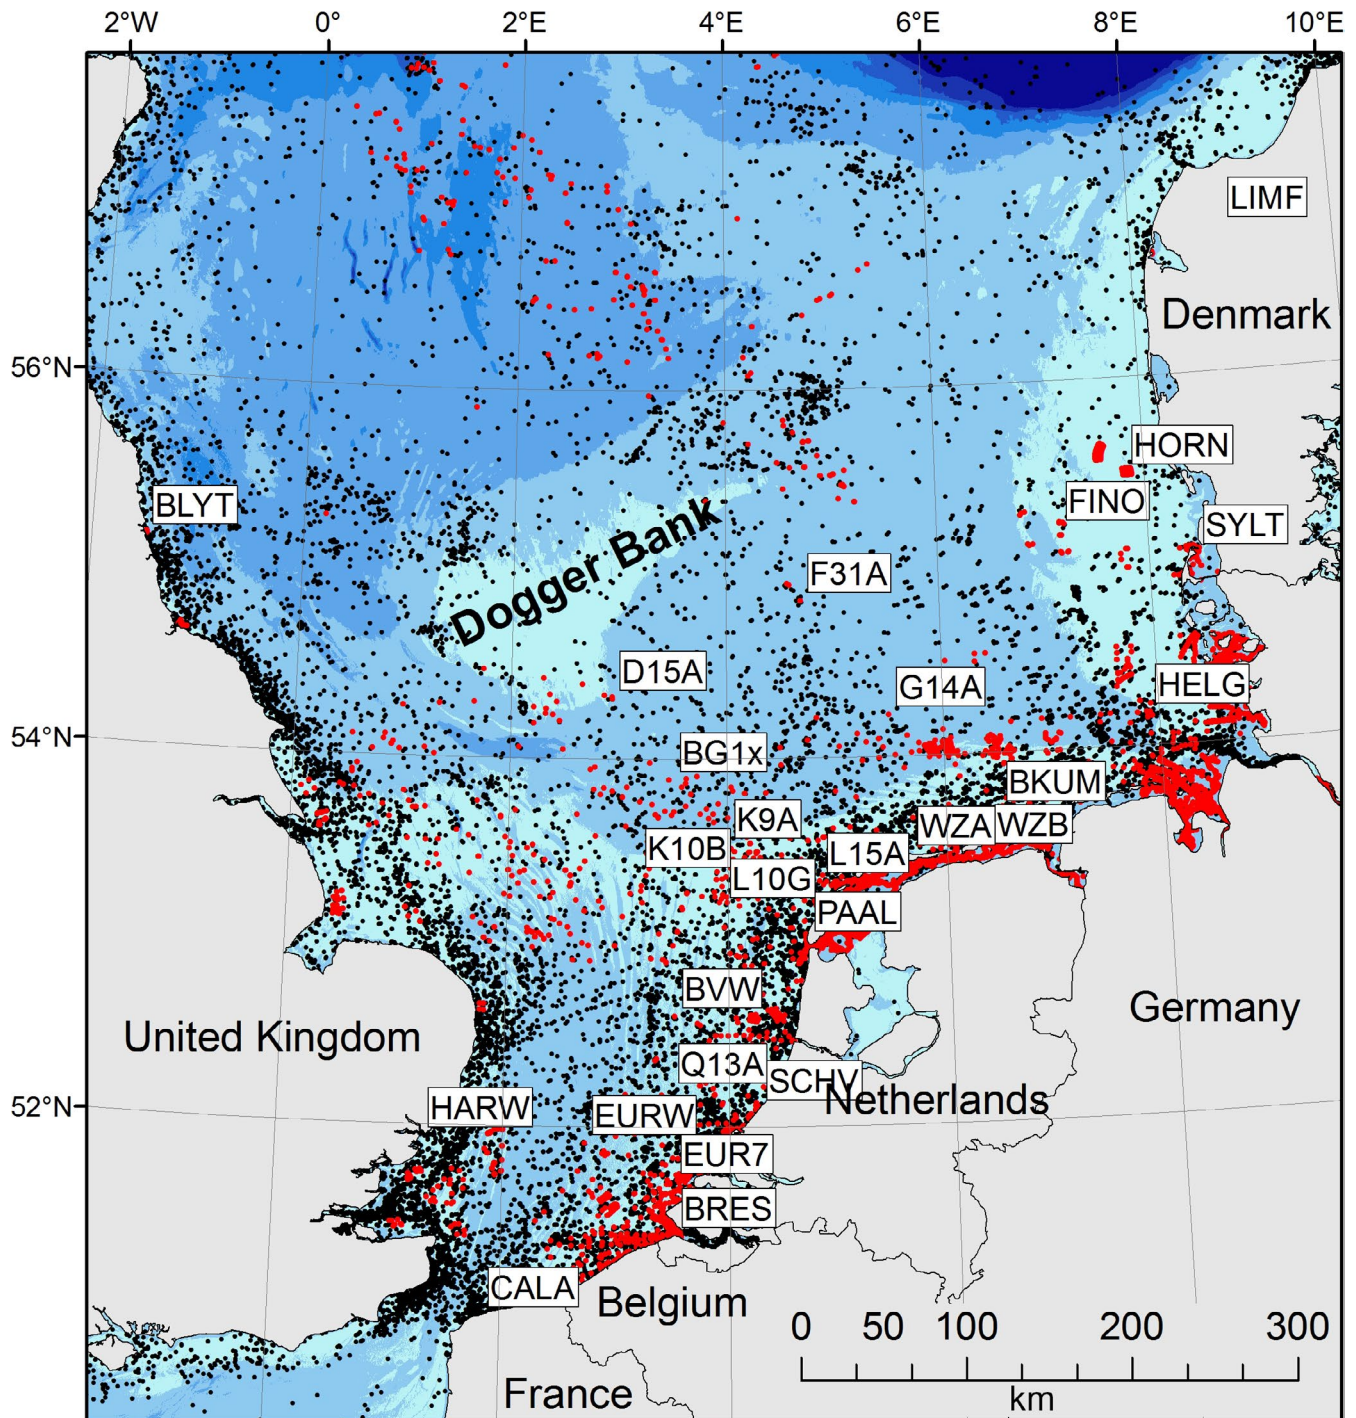 2°W 0° 2°E 4°E 6°E 8°E 10°E
LIMF
Denmark
56°N
HORN
BLYT
FINO
SYLT
Dogger Bank
F31A
D15A
G14A
HELG
54°N
BG1x
BKUM
K9A
WZA WZB
K10B
L15A
L10G
PAAL
BVW
Germany
United Kingdom
Q13A
SCHV
Netherlands
52°N
HARW
EURW
EUR7
BRES
CALA
Belgium
0 50 100 200 300
km
France